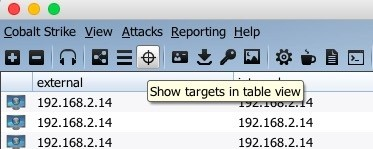 Cobalt Strike View Attacks Reporting Help
external
Show targets in table view
192.168.2.14 192.168.2.14
192.168.2.14 192.168.2.14
192.168.2.14 192.168.2.14